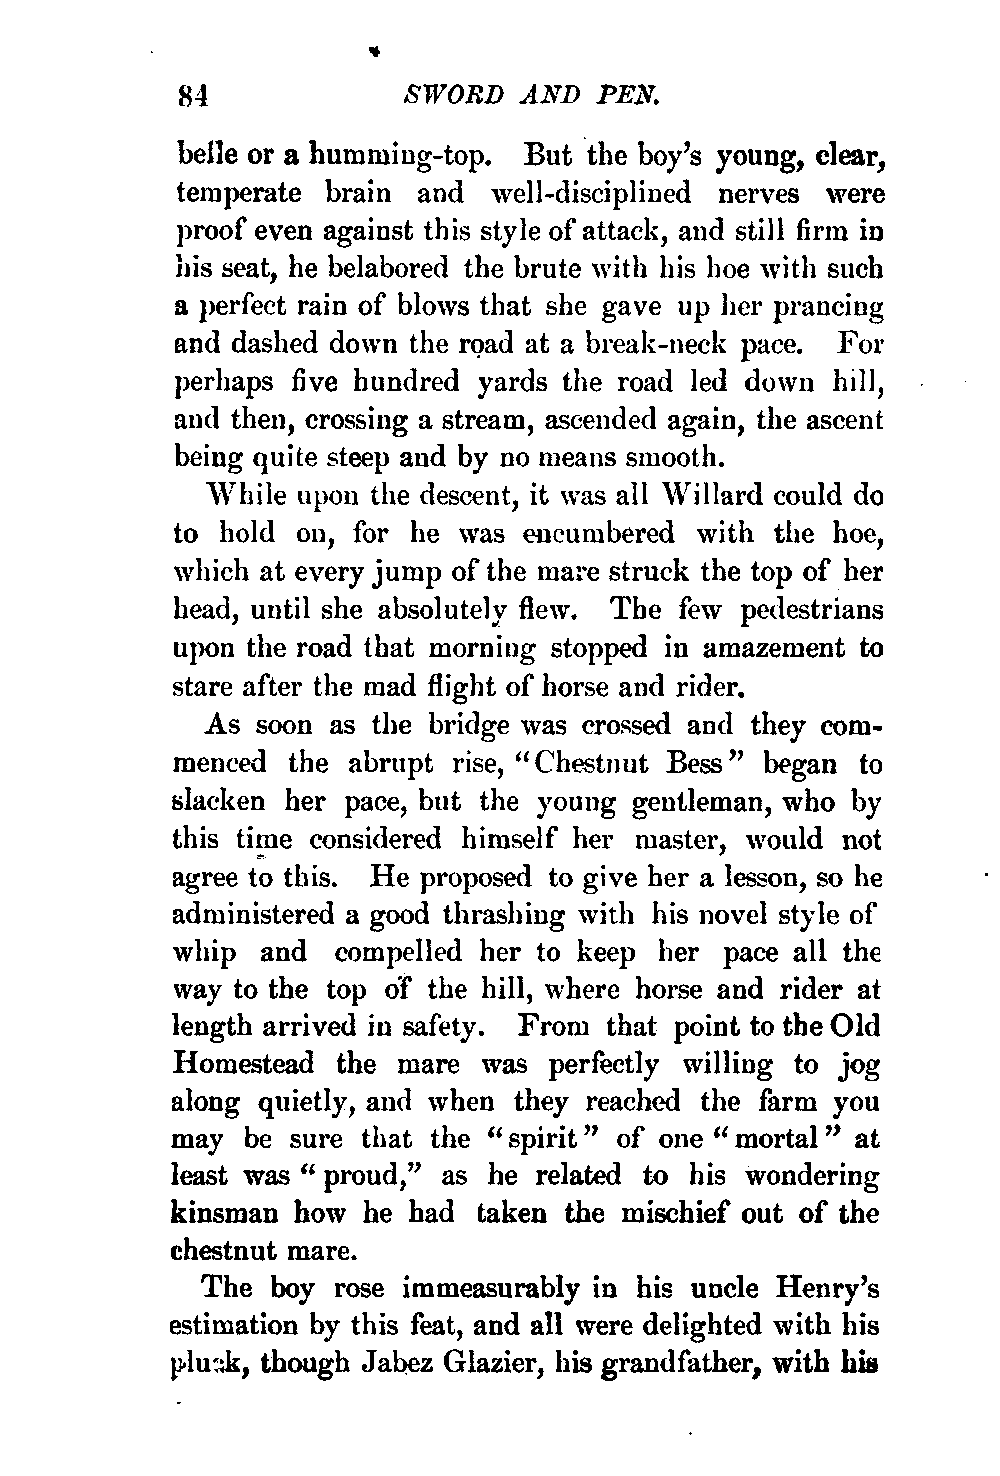 84 SWORD AND PEN.
belle or a humming-top. But the boy's young, clear,
temperate brain and well-disciplined nerves were
proof even against this style of attack, and still firm in
his seat, he belabored the brute with his hoe with such
a perfect rain of blows that she gave up her prancing
and dashed down the road at a break-neck pace. For
perhaps five hundred yards the road led down hill,
and then, crossing a stream, ascended again, the ascent
being quite steep and by no means smooth.
While upon the descent, it was all Willard could do
to hold on, for he was encumbered with the hoe,
which at every jump of the mare struck the top of her
head, until she absolutely flew. The few pedestrians
upon the road that morning stopped in amazement to
stare after the mad flight of horse and rider.
As soon as the bridge was crossed and they com-
menced the abrupt rise, "Chestnut Bess" began to
slacken her pace, but the young gentleman, who by
this time considered himself her master, would not
agree to this. He proposed to give her a lesson, so he
administered a good thrashing with his novel style of
whip and compelled her to keep her pace all the
way to the top of the hill, where horse and rider at
length arrived in safety. From that point to the Old
Homestead the mare was perfectly willing to jog
along quietly, and when they reached the farm you
may be sure that the "spirit" of one "mortal" at
least was "proud," as he related to his wondering
kinsman how he had taken the mischief out of the
chestnut mare.
The boy rose immeasurably in his uncle Henry's
estimation by this feat, and all were delighted with his
pluck, though Jabez Glazier, his grandfather, with his